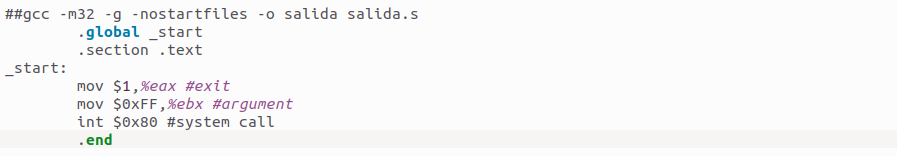 ##gcc -m32 -g -nostartfiles -o salida salida.s
.global _start
.section .text
_start:
mov $1,%eax #exit
mov $0xFF,%ebx #argument
int $0x80 #system call
.end